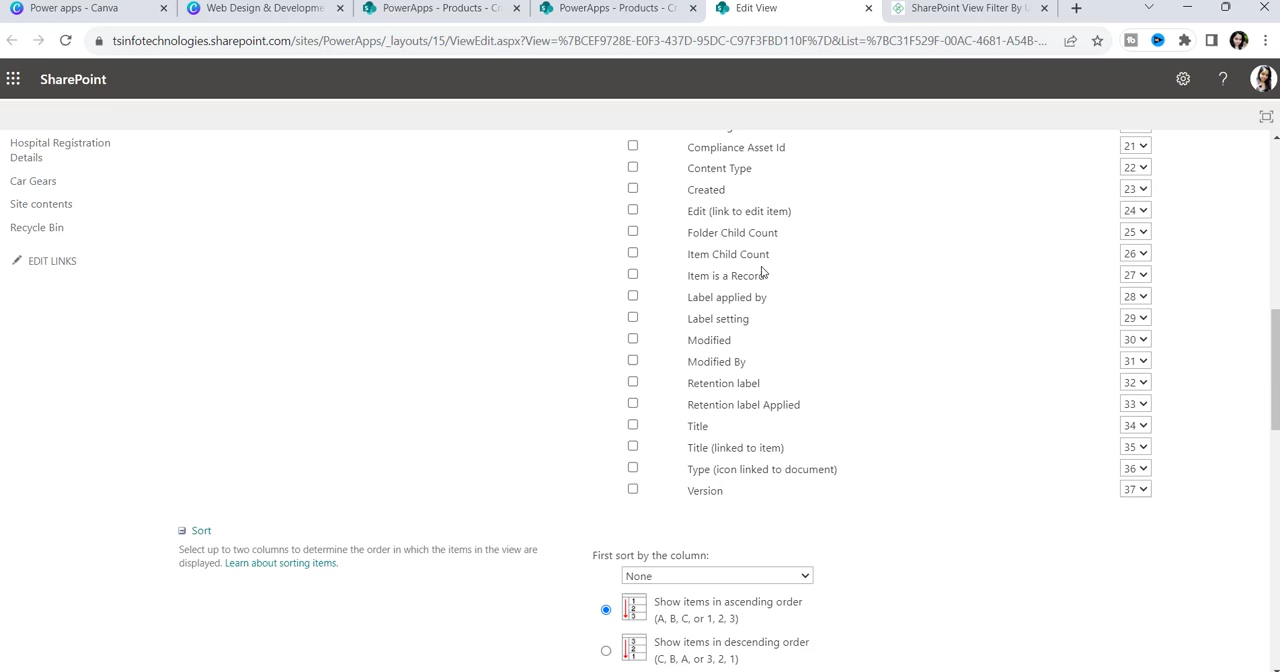 Power apps - Canva
Web Design & Developme
PowerApps - Products - C
PowerApps - Products - C
Edit View
SharePoint View Filter By U
tsinfotechnologies.sharepoint.com/sites/PowerApps/_layouts/15/ViewEdit.aspx?View=%7BCEF9728E-E0F3-437D-95DC-C97F3FBD110F%7D&List=%7BC31F529F-00AC-4681-A54B-...
SharePoint
Hospital Registration
Details
Car Gears
Site contents
Recycle Bin
EDIT LINKS
Compliance Asset Id 21
Content Type 22
Created 23
Edit (link to edit item) 24
Folder Child Count 25
Item Child Count 26
Item is a Record 27
Label applied by 28
Label setting 29
Modified 30
Modified By 31
Retention label 32
Retention label Applied 33
Title 34
Title (linked to item) 35
Type (icon linked to document) 36
Version 37
Sort
Select up to two columns to determine the order in which the items in the view are
displayed. Learn about sorting items.
First sort by the column:
None
Show items in ascending order
(A, B, C, or 1, 2, 3)
Show items in descending order
(C, B, A, or 3, 2, 1)